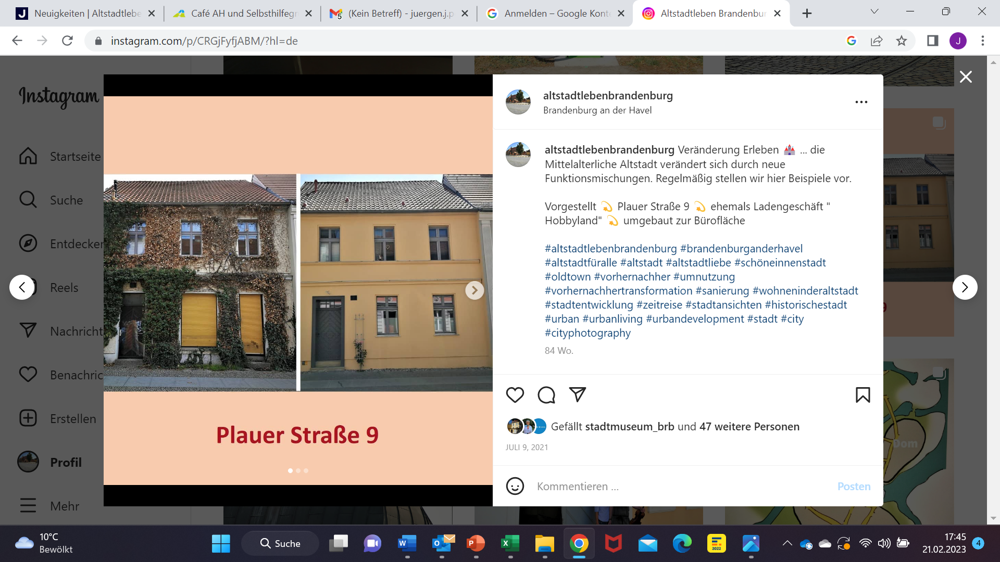 Neuigkeiten | Altstadtlebe
Café AH und Selbsthilfegr
(Kein Betreff) - juergen.j.p
Anmelden – Google Konte
Altstadtleben Brandenbur
instagram.com/p/CRGjFyfjABM/?hl=de
J
Instagram
Startseite
Suche
Entdecken
Reels
Nachricht
Benachric
Erstellen
Profil
Mehr
Plauer Straße 9
altstadtlebenbrandenburg
Brandenburg an der Havel
altstadtlebenbrandenburg Veränderung Erleben 🏰 ... die
Mittelalterliche Altstadt verändert sich durch neue
Funktionsmischungen. Regelmäßig stellen wir hier Beispiele vor.
Vorgestellt 💫 Plauer Straße 9 💫 ehemals Ladengeschäft "
Hobbyland" 💫 umgebaut zur Bürofläche
#altstadtlebenbrandenburg #brandenburganderhavel
#altstadtfüralle #altstadt #altstadtliebe #schöneinnenstadt
#oldtown #vorhernachher #umnutzung
#vorhernachhertransformation #sanierung #wohneninderaltstadt
#stadtentwicklung #zeitreise #stadtansichten #historischestadt
#urban #urbanliving #urbandevelopment #stadt #city
#cityphotography
84 Wo.
Gefällt stadtmuseum_brb und 47 weitere Personen
JULI 9, 2021
Kommentieren ...
Posten
9
Dom
10°C
Bewölkt
Suche
2022
17:45
21.02.2023
4